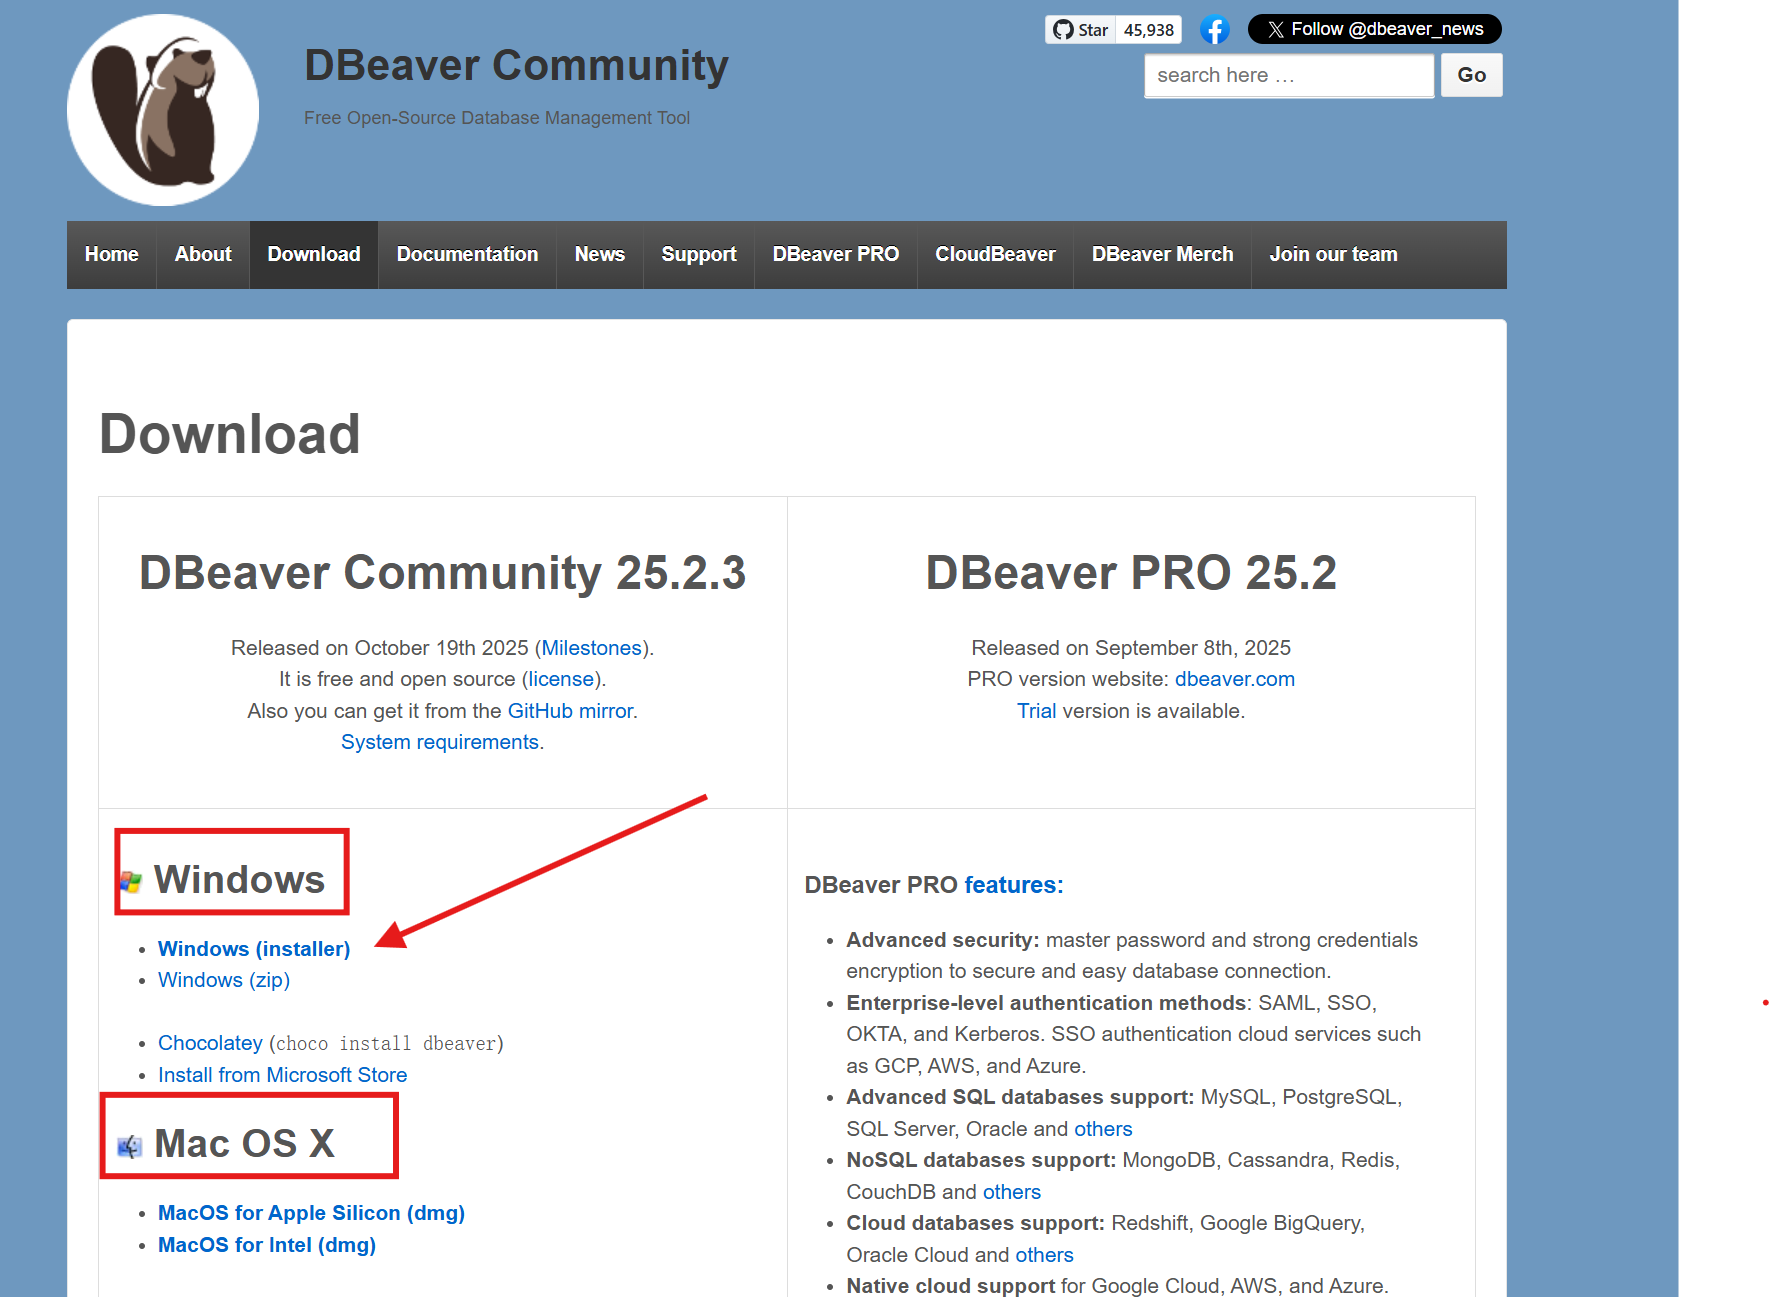 DBeaver Community
Free Open-Source Database Management Tool
Star 45,938
Follow @dbeaver_news
search here …
Go
Home About Download Documentation News Support DBeaver PRO CloudBeaver DBeaver Merch Join our team
Download
DBeaver Community 25.2.3
Released on October 19th 2025 (Milestones).
It is free and open source (license).
Also you can get it from the GitHub mirror.
System requirements.
DBeaver PRO 25.2
Released on September 8th, 2025
PRO version website: dbeaver.com
Trial version is available.
Windows
• Windows (installer)
• Windows (zip)
• Chocolatey (choco install dbeaver)
• Install from Microsoft Store
Mac OS X
• MacOS for Apple Silicon (dmg)
• MacOS for Intel (dmg)
DBeaver PRO features:
• Advanced security: master password and strong credentials
encryption to secure and easy database connection.
• Enterprise-level authentication methods: SAML, SSO,
OKTA, and Kerberos. SSO authentication cloud services such
as GCP, AWS, and Azure.
• Advanced SQL databases support: MySQL, PostgreSQL,
SQL Server, Oracle and others
• NoSQL databases support: MongoDB, Cassandra, Redis,
CouchDB and others
• Cloud databases support: Redshift, Google BigQuery,
Oracle Cloud and others
• Native cloud support for Google Cloud, AWS, and Azure.